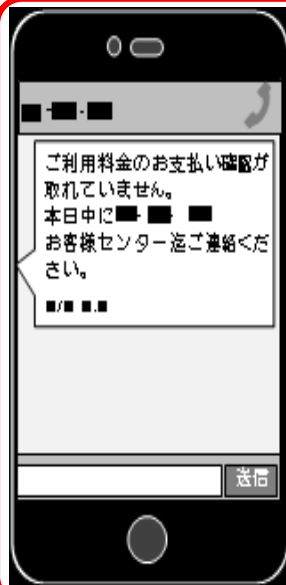 ご利用料金のお支払い確認が
取れていません。
本日中に
お客様センター迄ご連絡くだ
さい。
送信